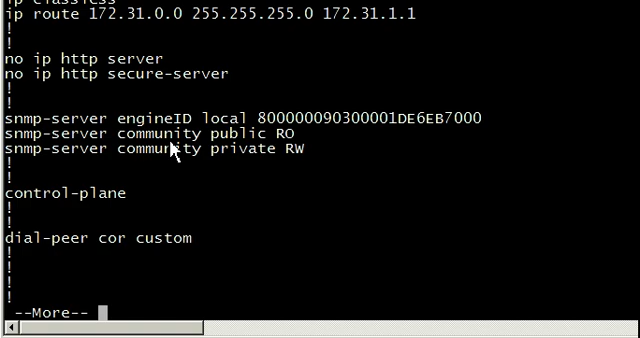 ip classless
ip route 172.31.0.0 255.255.255.0 172.31.1.1
!
!
no ip http server
no ip http secure-server
!
!
snmp-server engineID local 800000090300001DE6EB7000
snmp-server community public RO
snmp-server community private RW
!
!
control-plane
!
!
dial-peer cor custom
!
!
!
!
--More--